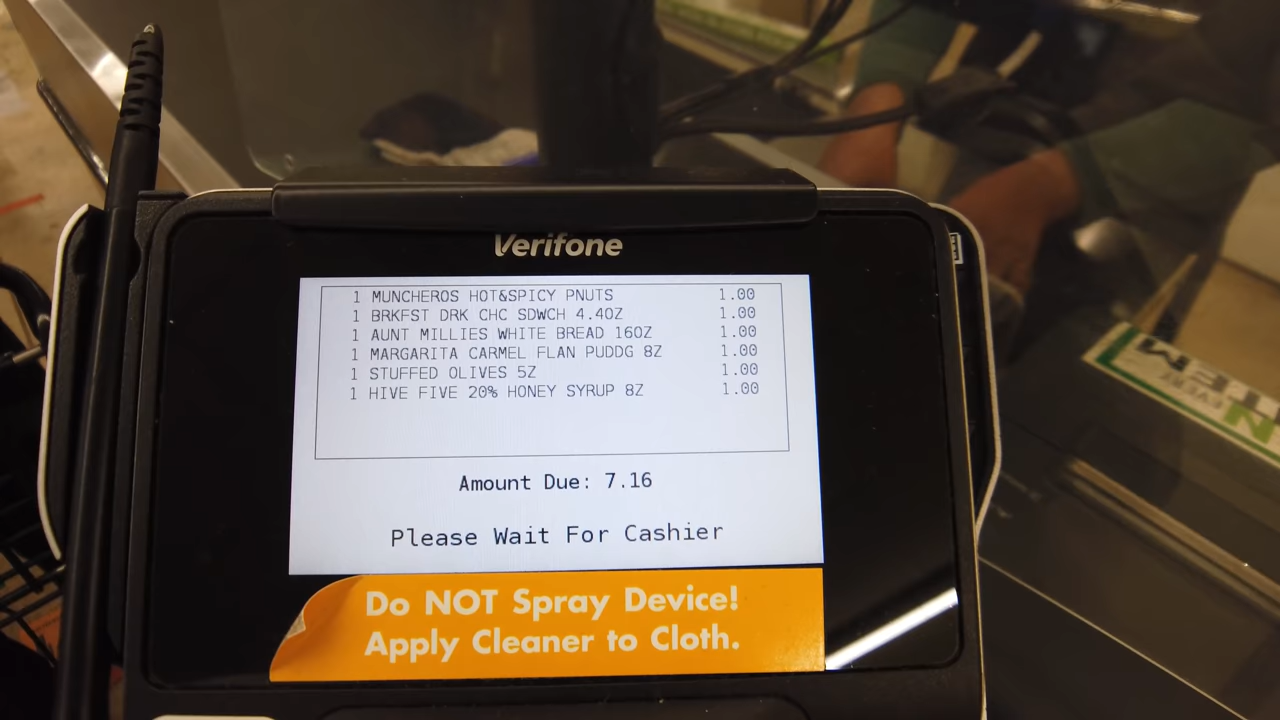 Verifone
1 MUNCHEROS HOT&SPICY PNUTS 1.00
1 BRKFST DRK CHC SDWCH 4.4OZ 1.00
1 AUNT MILLIES WHITE BREAD 16OZ 1.00
1 MARGARITA CARMEL FLAN PUDDG 8Z 1.00
1 STUFFED OLIVES 5Z 1.00
1 HIVE FIVE 20% HONEY SYRUP 8Z 1.00
Amount Due: 7.16
Please Wait For Cashier
Do NOT Spray Device!
Apply Cleaner to Cloth.